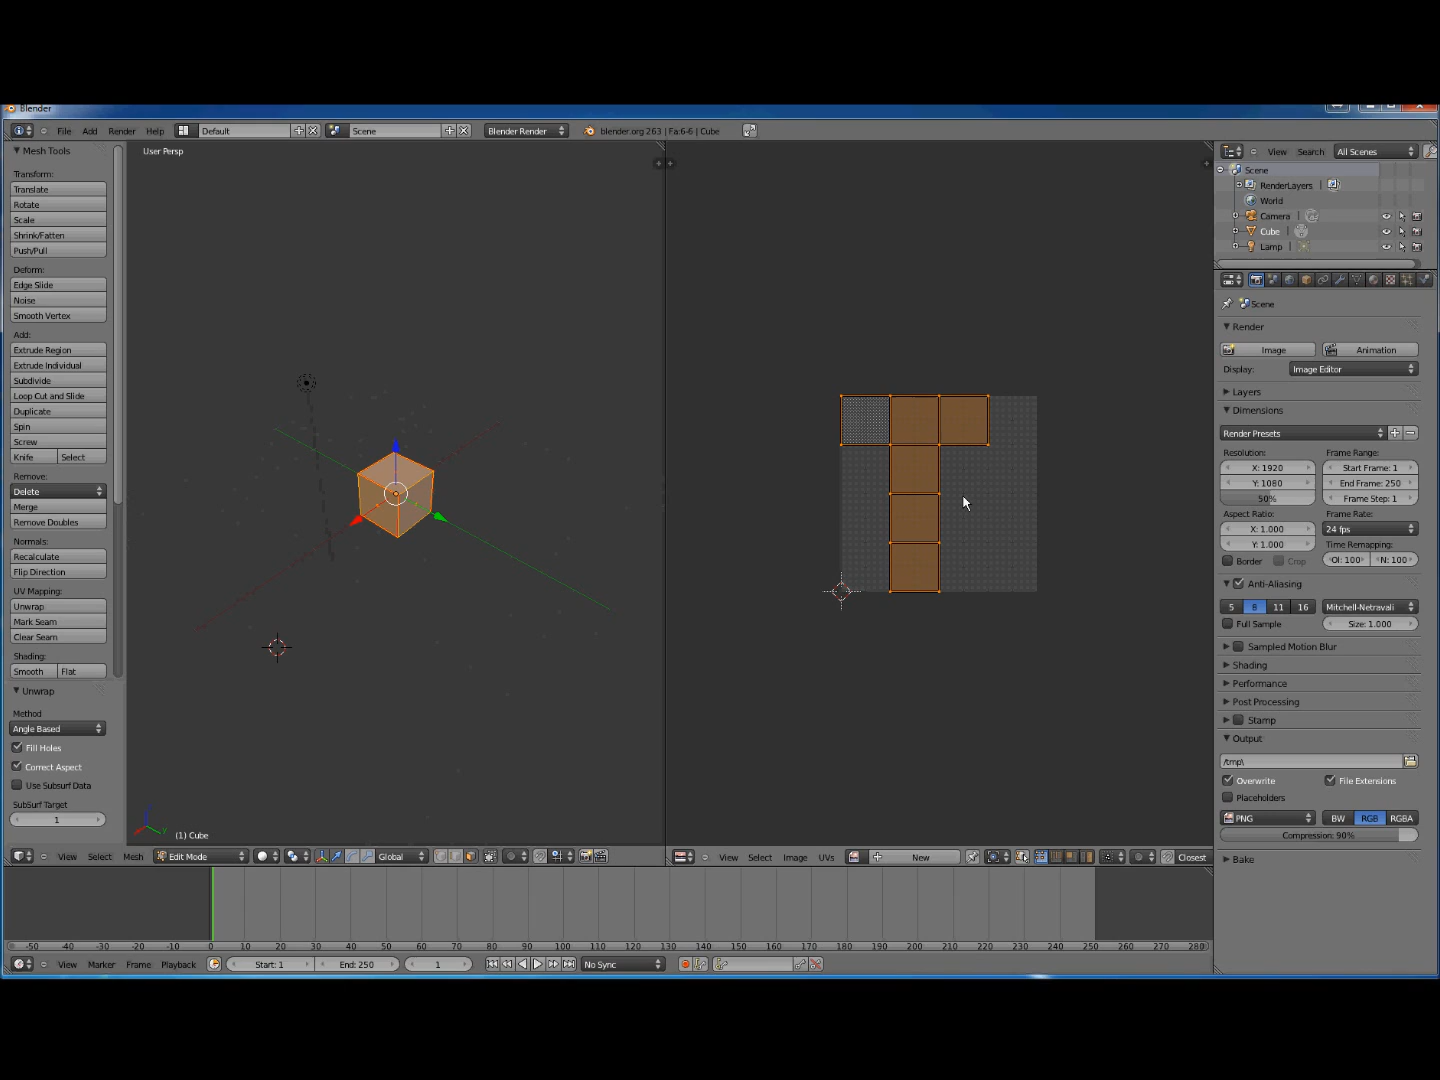 Blender
File Add Render Help Default Scene Blender Render blender.org 263 | Fa:6-6 | Cube
View Search All Scenes
Mesh Tools
Transform:
Translate
Rotate
Scale
Shrink/Fatten
Push/Pull
Deform:
Edge Slide
Noise
Smooth Vertex
Add:
Extrude Region
Extrude Individual
Subdivide
Loop Cut and Slide
Duplicate
Spin
Screw
Knife Select
Remove:
Delete
Merge
Remove Doubles
Normals:
Recalculate
Flip Direction
UV Mapping:
Unwrap
Mark Seam
Clear Seam
Shading:
Smooth Flat
Unwrap
Method
Angle Based
Fill Holes
Correct Aspect
Use Subsurf Data
SubSurf Target
1
User Persp
(1) Cube
View Select Mesh Edit Mode Global
View Select Image UVs New Closest
Scene
RenderLayers |
World
Camera |
Cube |
Lamp |
Scene
Render
Image Animation
Display: Image Editor
Layers
Dimensions
Render Presets
Resolution: Frame Range:
X: 1920 Start Frame: 1
Y: 1080 End Frame: 250
50% Frame Step: 1
Aspect Ratio: Frame Rate:
X: 1.000 24 fps
Y: 1.000 Time Remapping:
Border Crop Ol: 100 N: 100
Anti-Aliasing
5 8 11 16 Mitchell-Netravali
Full Sample Size: 1.000
Sampled Motion Blur
Shading
Performance
Post Processing
Stamp
Output
/tmp\
Overwrite File Extensions
Placeholders
PNG BW RGB RGBA
Compression: 90%
Bake
-50 -40 -30 -20 -10 0 10 20 30 40 50 60 70 80 90 100 110 120 130 140 150 160 170 180 190 200 210 220 230 240 250 260 270 280
View Marker Frame Playback Start: 1 End: 250 1 No Sync